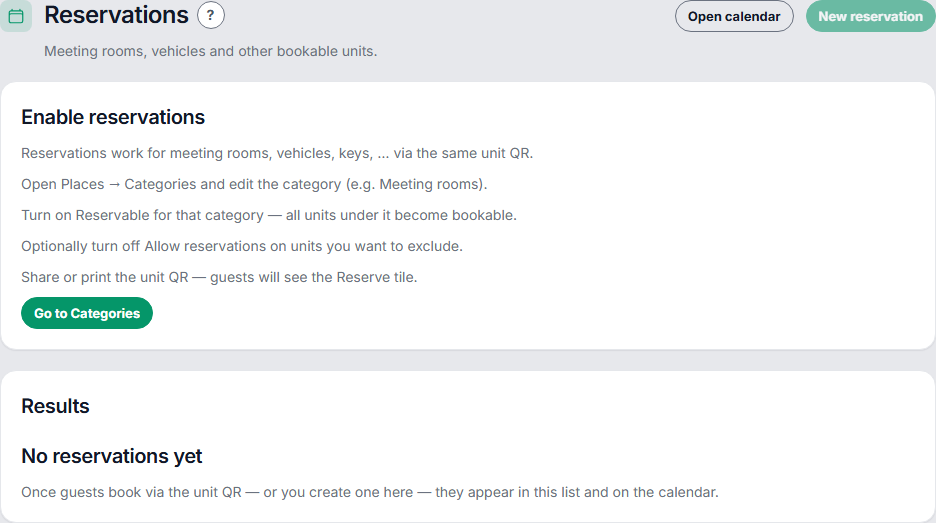 Reservations ?
Open calendar
New reservation
Meeting rooms, vehicles and other bookable units.
Enable reservations
Reservations work for meeting rooms, vehicles, keys, ... via the same unit QR.
Open Places → Categories and edit the category (e.g. Meeting rooms).
Turn on Reservable for that category — all units under it become bookable.
Optionally turn off Allow reservations on units you want to exclude.
Share or print the unit QR — guests will see the Reserve tile.
Go to Categories
Results
No reservations yet
Once guests book via the unit QR — or you create one here — they appear in this list and on the calendar.